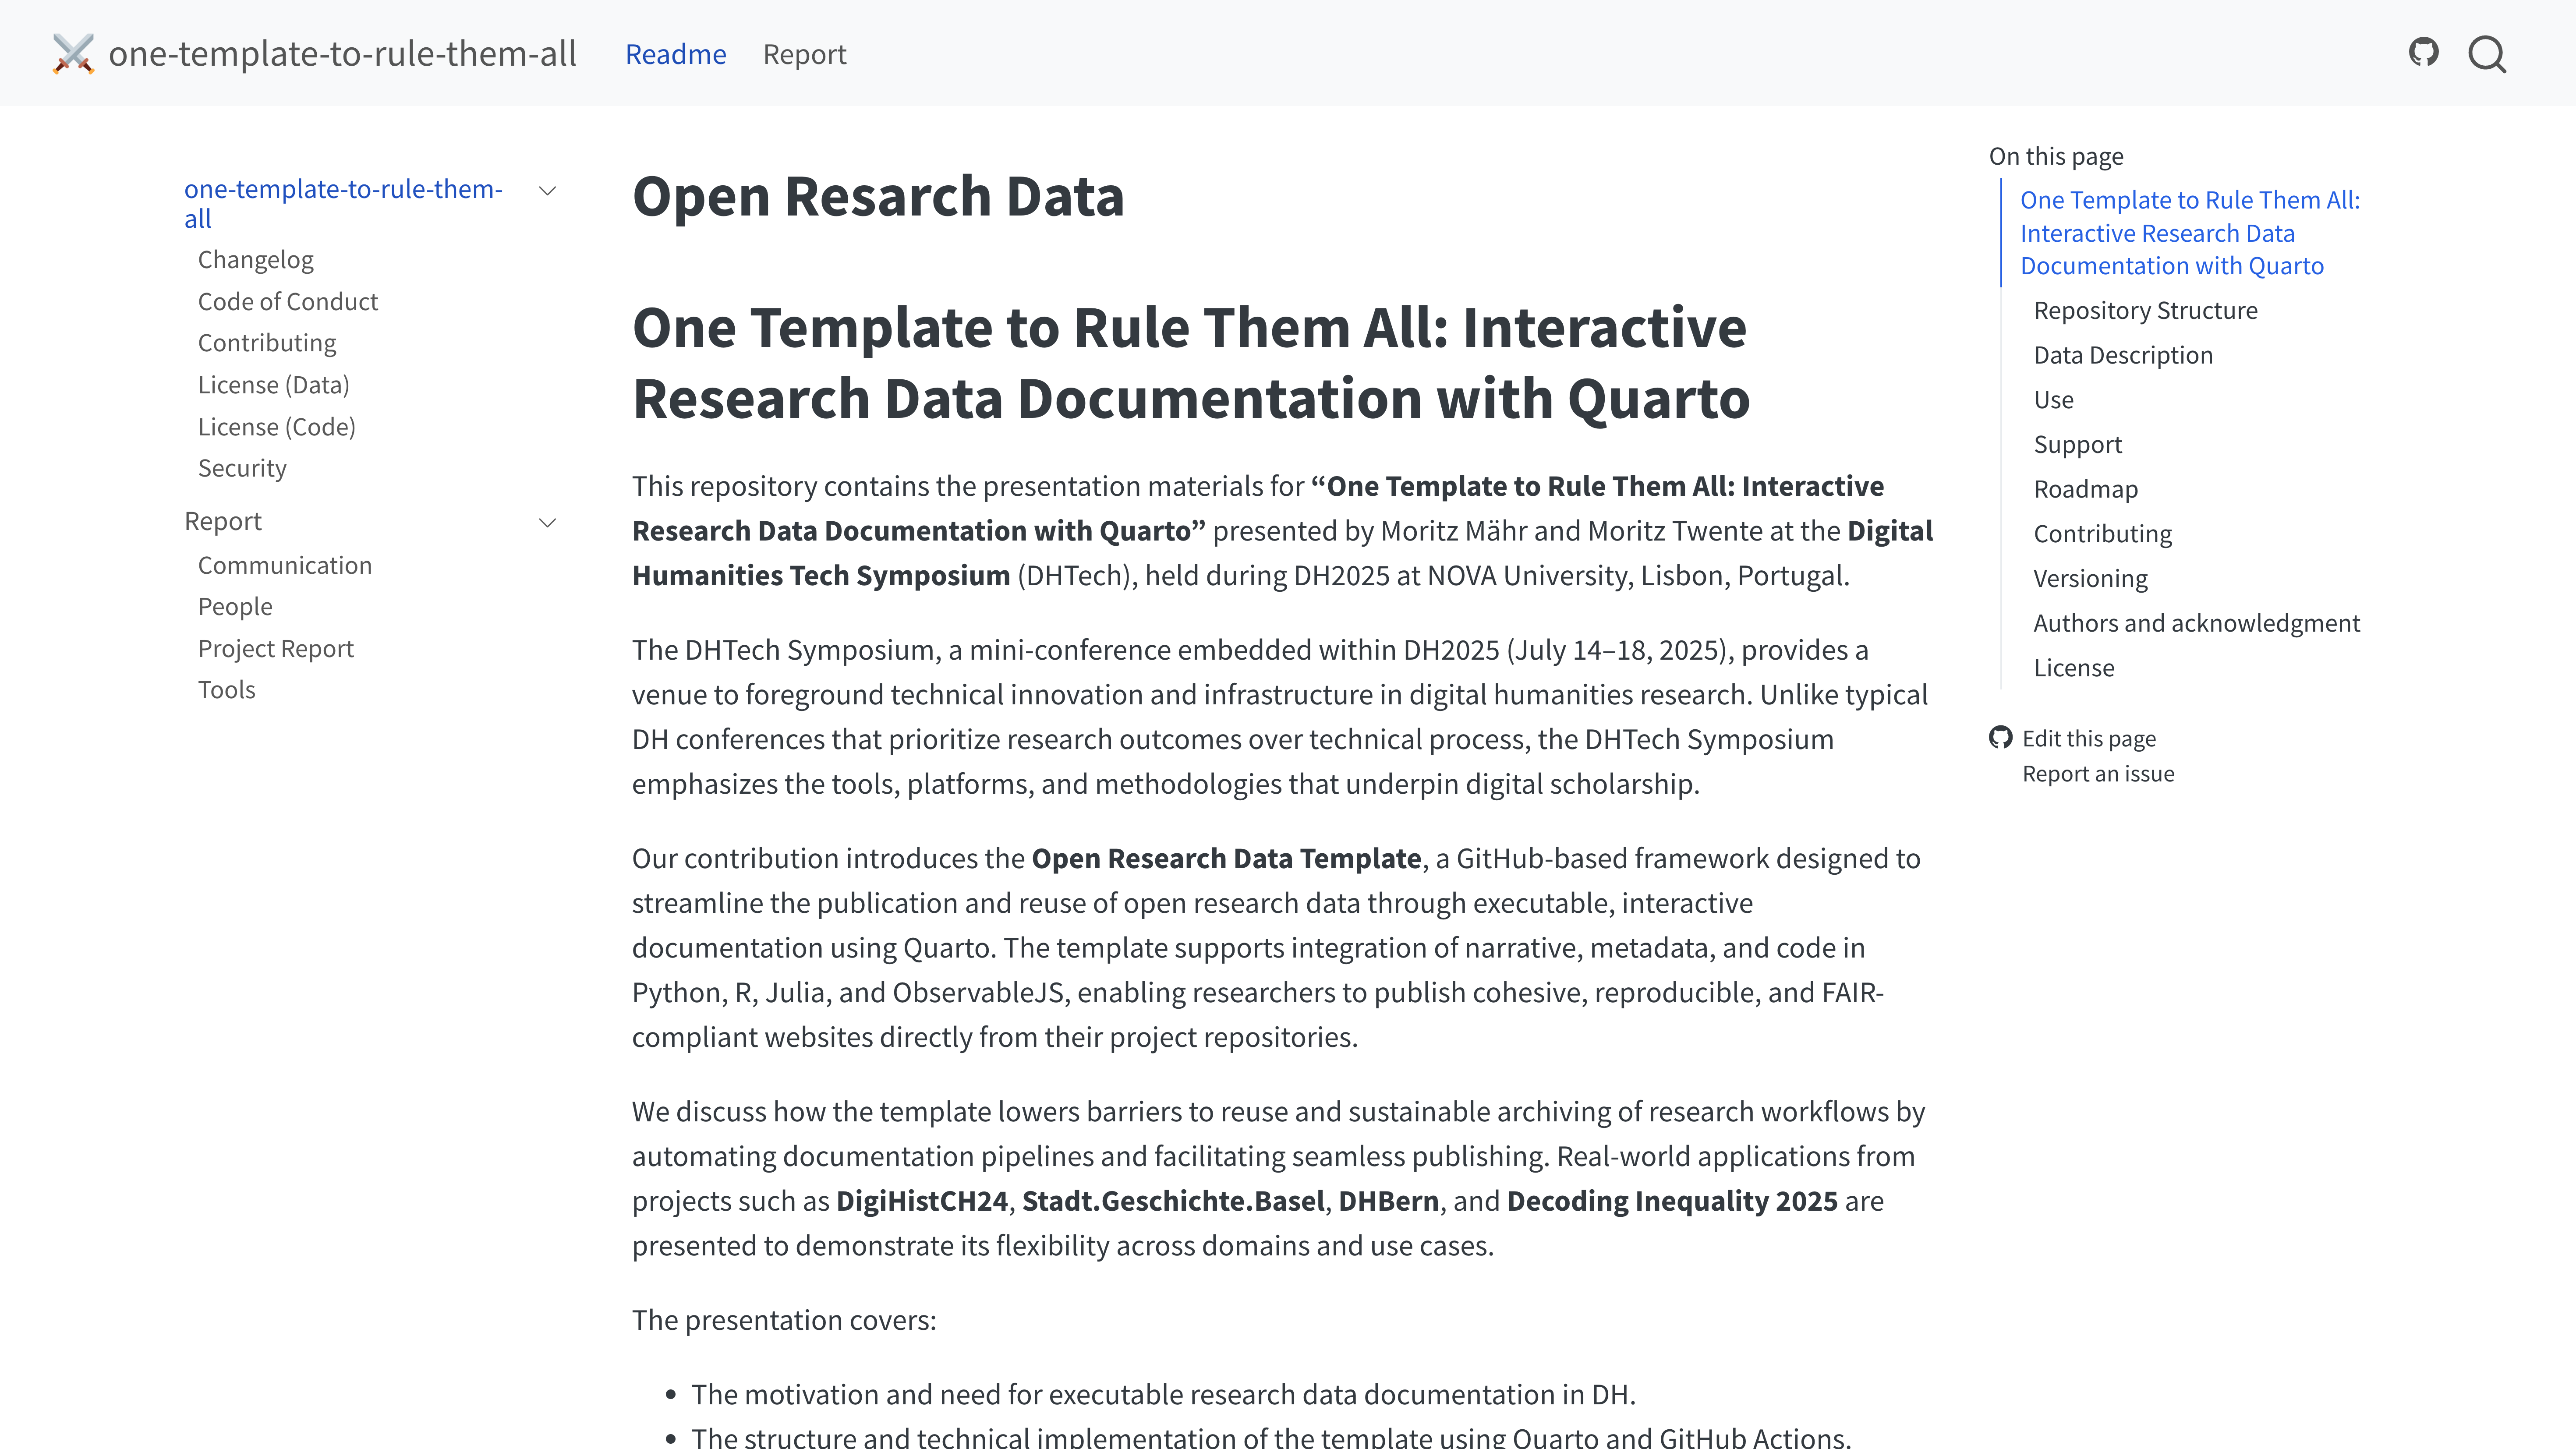 one-template-to-rule-them-all Readme Report
one-template-to-rule-them-
all
Changelog
Code of Conduct
Contributing
License (Data)
License (Code)
Security
Report
Communication
People
Project Report
Tools
Open Resarch Data
One Template to Rule Them All: Interactive
Research Data Documentation with Quarto
This repository contains the presentation materials for “One Template to Rule Them All: Interactive
Research Data Documentation with Quarto” presented by Moritz Mähr and Moritz Twente at the Digital
Humanities Tech Symposium (DHTech), held during DH2025 at NOVA University, Lisbon, Portugal.
The DHTech Symposium, a mini-conference embedded within DH2025 (July 14–18, 2025), provides a
venue to foreground technical innovation and infrastructure in digital humanities research. Unlike typical
DH conferences that prioritize research outcomes over technical process, the DHTech Symposium
emphasizes the tools, platforms, and methodologies that underpin digital scholarship.
Our contribution introduces the Open Research Data Template, a GitHub-based framework designed to
streamline the publication and reuse of open research data through executable, interactive
documentation using Quarto. The template supports integration of narrative, metadata, and code in
Python, R, Julia, and ObservableJS, enabling researchers to publish cohesive, reproducible, and FAIR-
compliant websites directly from their project repositories.
We discuss how the template lowers barriers to reuse and sustainable archiving of research workflows by
automating documentation pipelines and facilitating seamless publishing. Real-world applications from
projects such as DigiHistCH24, Stadt.Geschichte.Basel, DHBern, and Decoding Inequality 2025 are
presented to demonstrate its flexibility across domains and use cases.
The presentation covers:
• The motivation and need for executable research data documentation in DH.
• The structure and technical implementation of the template using Quarto and GitHub Actions.
On this page
One Template to Rule Them All:
Interactive Research Data
Documentation with Quarto
Repository Structure
Data Description
Use
Support
Roadmap
Contributing
Versioning
Authors and acknowledgment
License
Edit this page
Report an issue